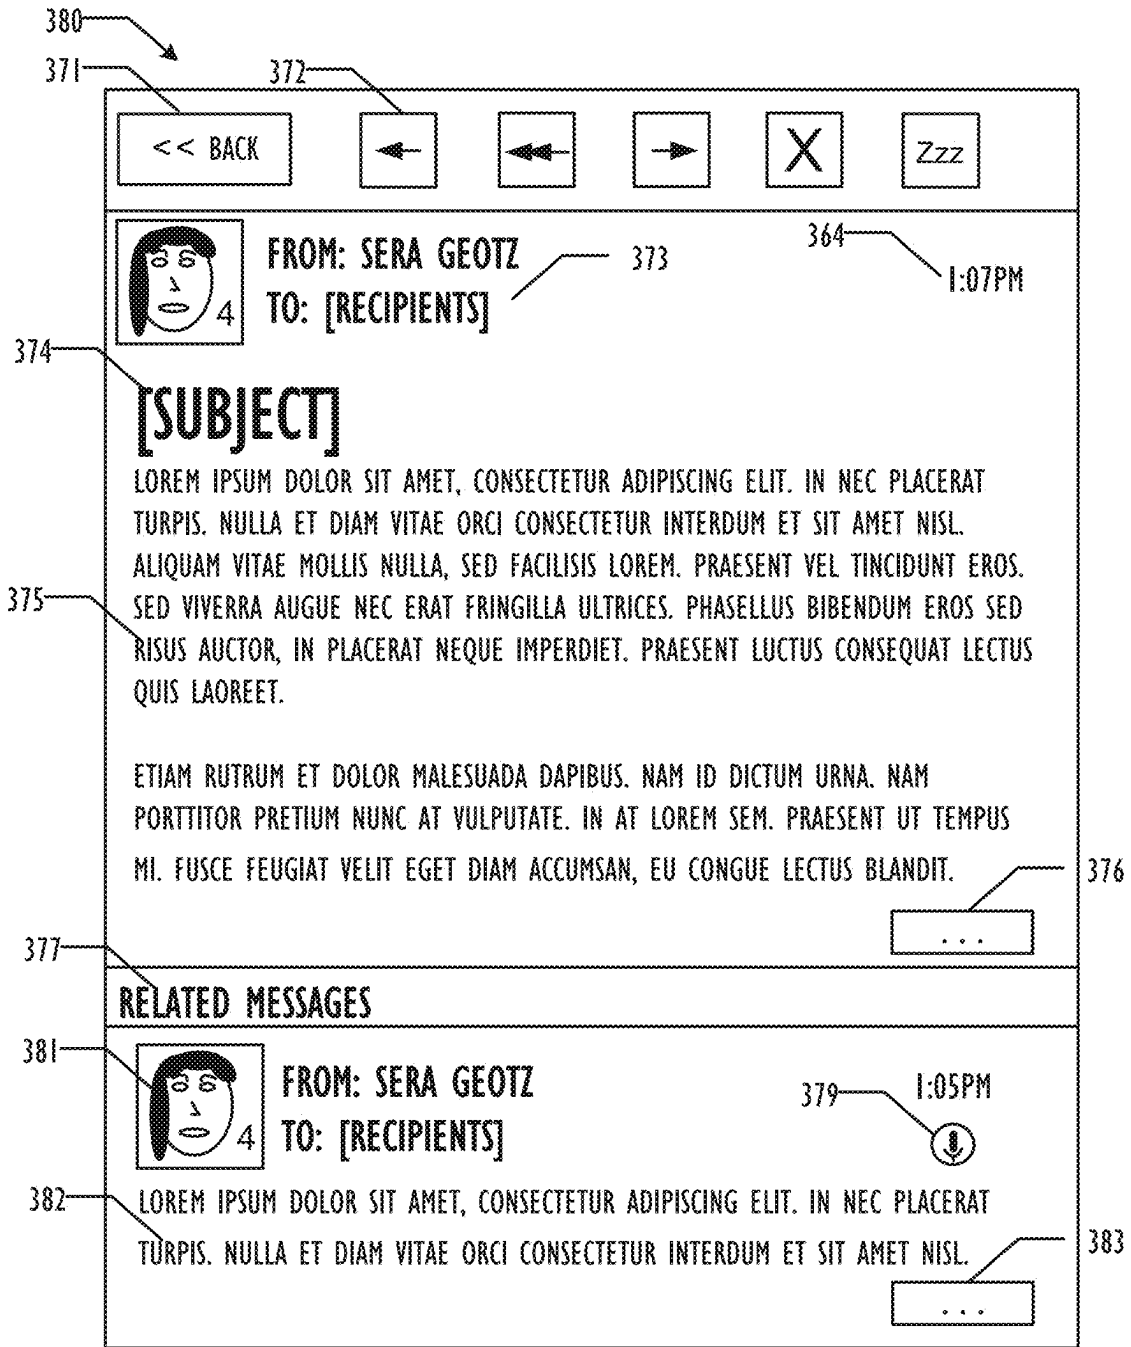 380
371
372
<< BACK
X
Zzz
FROM: SERA GEOTZ
364
373
1:07PM
4
TO: [RECIPIENTS]
374
[SUBJECT]
LOREM IPSUM DOLOR SIT AMET, CONSECTETUR ADIPISCING ELIT. IN NEC PLACERAT
TURPIS. NULLA ET DIAM VITAE ORCI CONSECTETUR INTERDUM ET SIT AMET NISL.
ALIQUAM VITAE MOLLIS NULLA, SED FACILISIS LOREM. PRAESENT VEL TINCIDUNT EROS.
375
SED VIVERRA AUGUE NEC ERAT FRINGILLA ULTRICES. PHASELLUS BIBENDUM EROS SED
RISUS AUCTOR, IN PLACERAT NEQUE IMPERDIET. PRAESENT LUCTUS CONSEQUAT LECTUS
QUIS LAOREET.
ETIAM RUTRUM ET DOLOR MALESUADA DAPIBUS. NAM ID DICTUM URNA. NAM
PORTTITOR PRETIUM NUNC AT VULPUTATE. IN AT LOREM SEM. PRAESENT UT TEMPUS
MI. FUSCE FEUGIAT VELIT EGET DIAM ACCUMSAN, EU CONGUE LECTUS BLANDIT.
376
...
377
RELATED MESSAGES
381
FROM: SERA GEOTZ
379
1:05PM
4
TO: [RECIPIENTS]
382
LOREM IPSUM DOLOR SIT AMET, CONSECTETUR ADIPISCING ELIT. IN NEC PLACERAT
TURPIS. NULLA ET DIAM VITAE ORCI CONSECTETUR INTERDUM ET SIT AMET NISL.
383
...